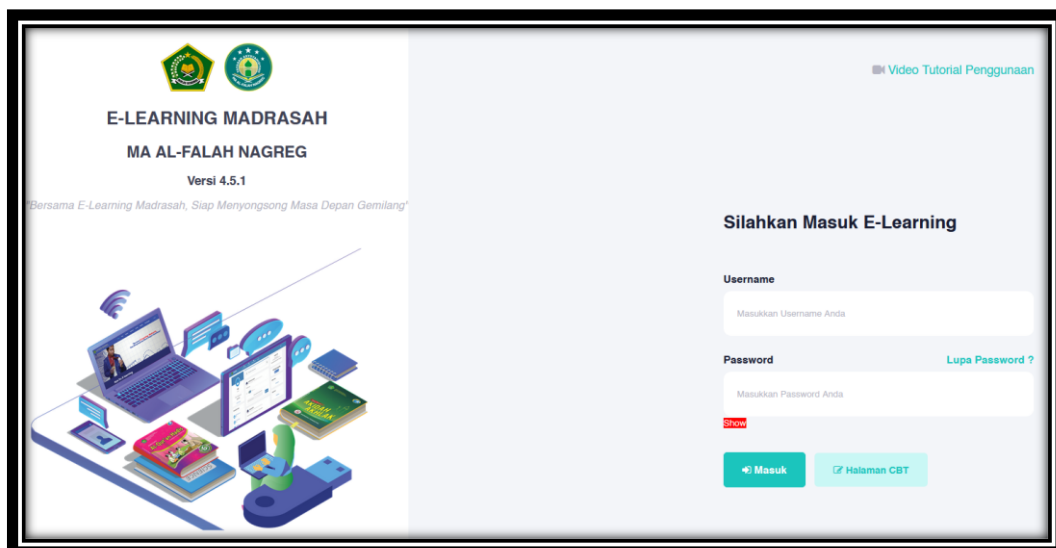 E-LEARNING MADRASAH
MA AL-FALAH NAGREG
Versi 4.5.1
"Bersama E-Learning Madrasah, Siap Menyongsong Masa Depan Gemilang"
Video Tutorial Penggunaan
Silahkan Masuk E-Learning
Username
Masukkan Username Anda
Password
Lupa Password ?
Masukkan Password Anda
Show
Masuk
Halaman CBT
AKIDAH
AKHLAK